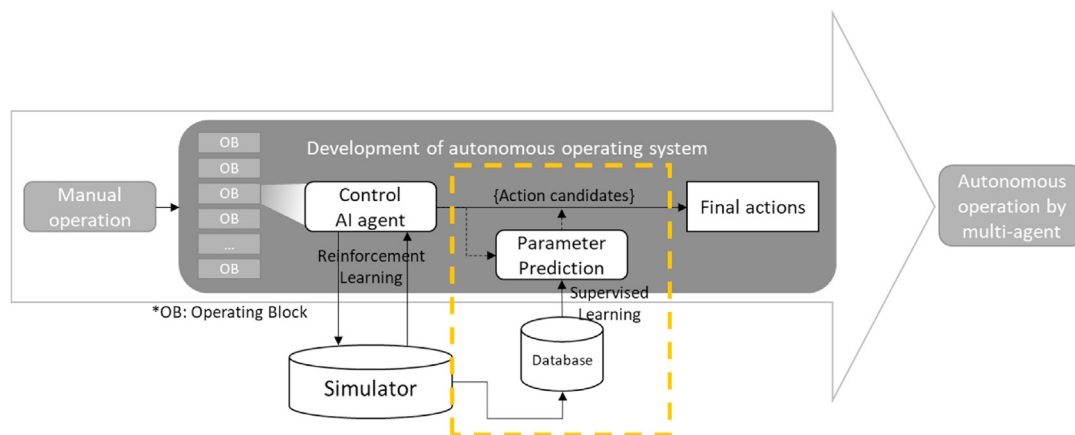 OB
OB
OB
OB
...
OB
Development of autonomous operating system
Manual
operation
Control
AI agent
{Action candidates}
Final actions
Autonomous
operation by
multi-agent
Parameter
Prediction
Reinforcement
Learning
Supervised
Learning
*OB: Operating Block
Database
Simulator